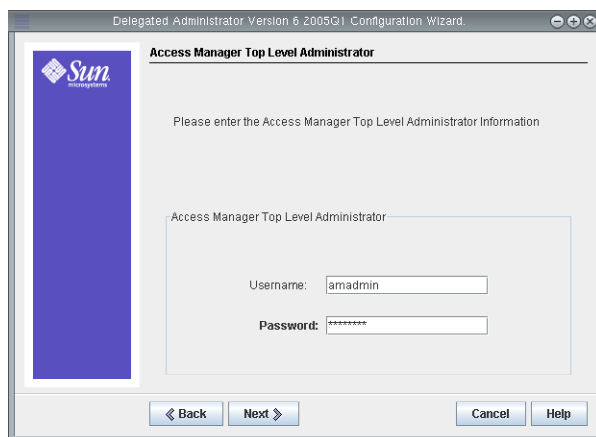 Delegated Administrator Version 6 2005Q1 Configuration Wizard.
Sun
microsystems
Access Manager Top Level Administrator
Please enter the Access Manager Top Level Administrator Information
Access Manager Top Level Administrator
Username: amadmin
Password: ********
Back Next Cancel Help